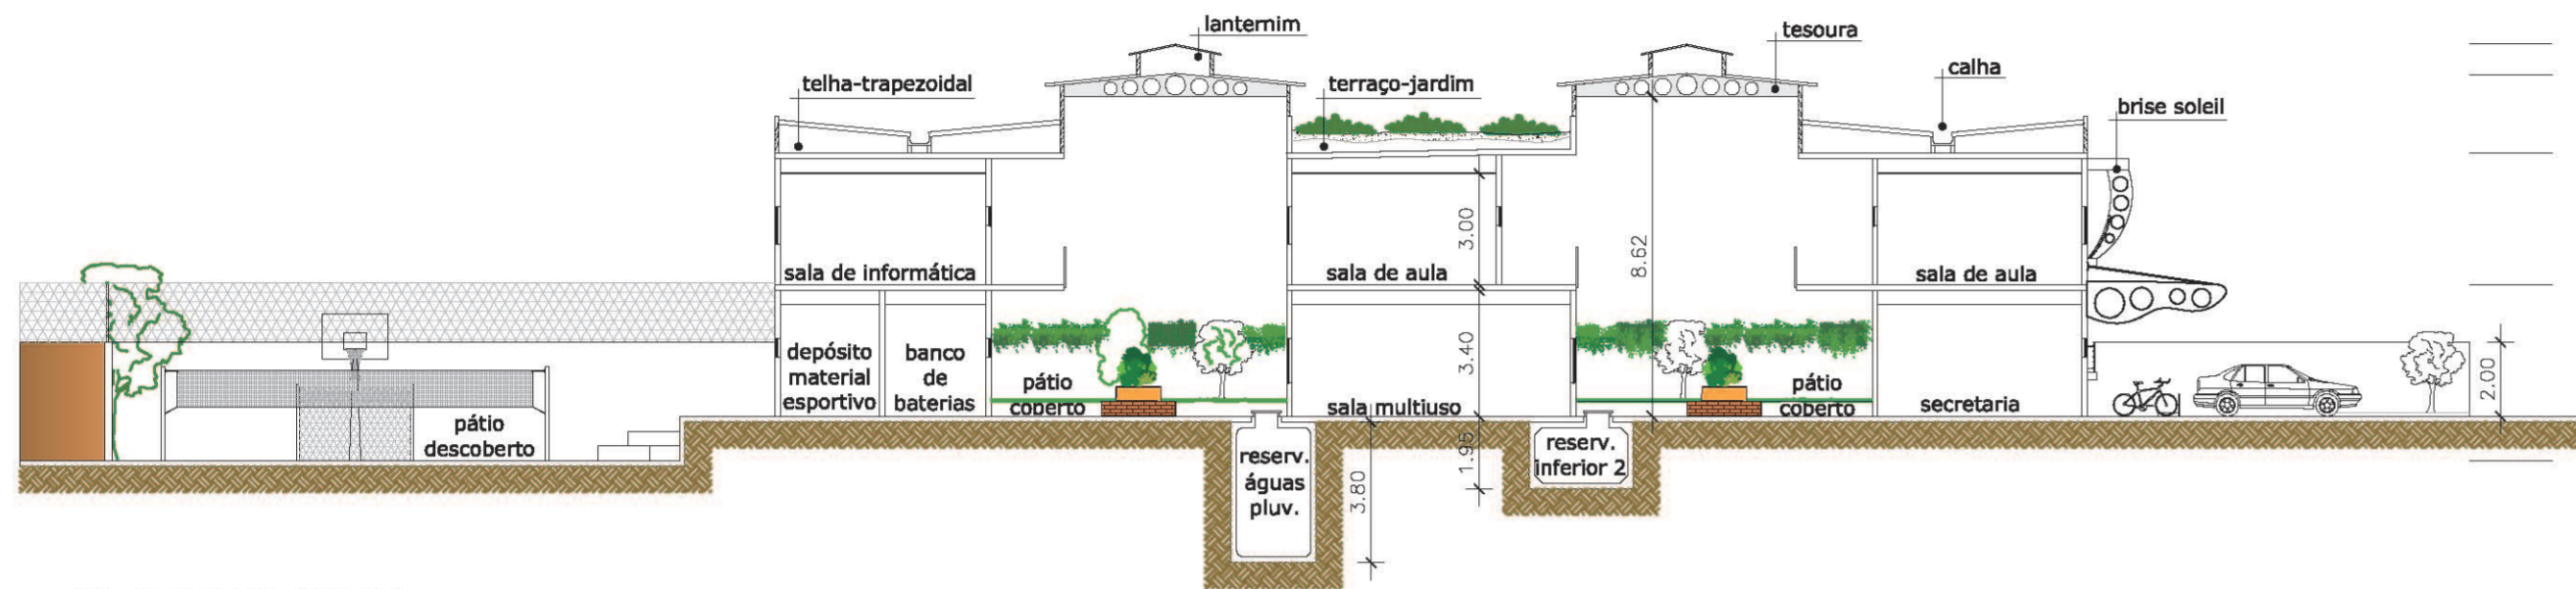 lanternim
tesoura
telha-trapezoidal
terraço-jardim
calha
brise soleil
3.00
8.62
sala de informática
sala de aula
sala de aula
depósito
material
esportivo
banco
de
baterias
pátio
coberto
3.40
sala multiuso
pátio
coberto
secretaria
2.00
pátio
descoberto
reserv.
águas
pluv.
3.80
1.95
reserv.
inferior 2